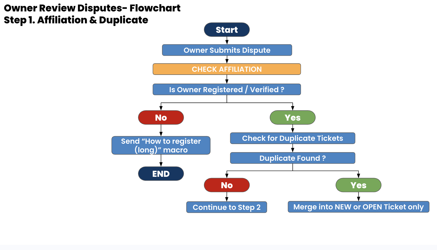 Owner Review Disputes- Flowchart
Step 1. Affiliation & Duplicate
Start
Owner Submits Dispute
CHECK AFFILIATION
Is Owner Registered / Verified ?
No
Yes
Send "How to register
(long)" macro
Check for Duplicate Tickets
END
Duplicate Found ?
No
Yes
Continue to Step 2
Merge into NEW or OPEN Ticket only